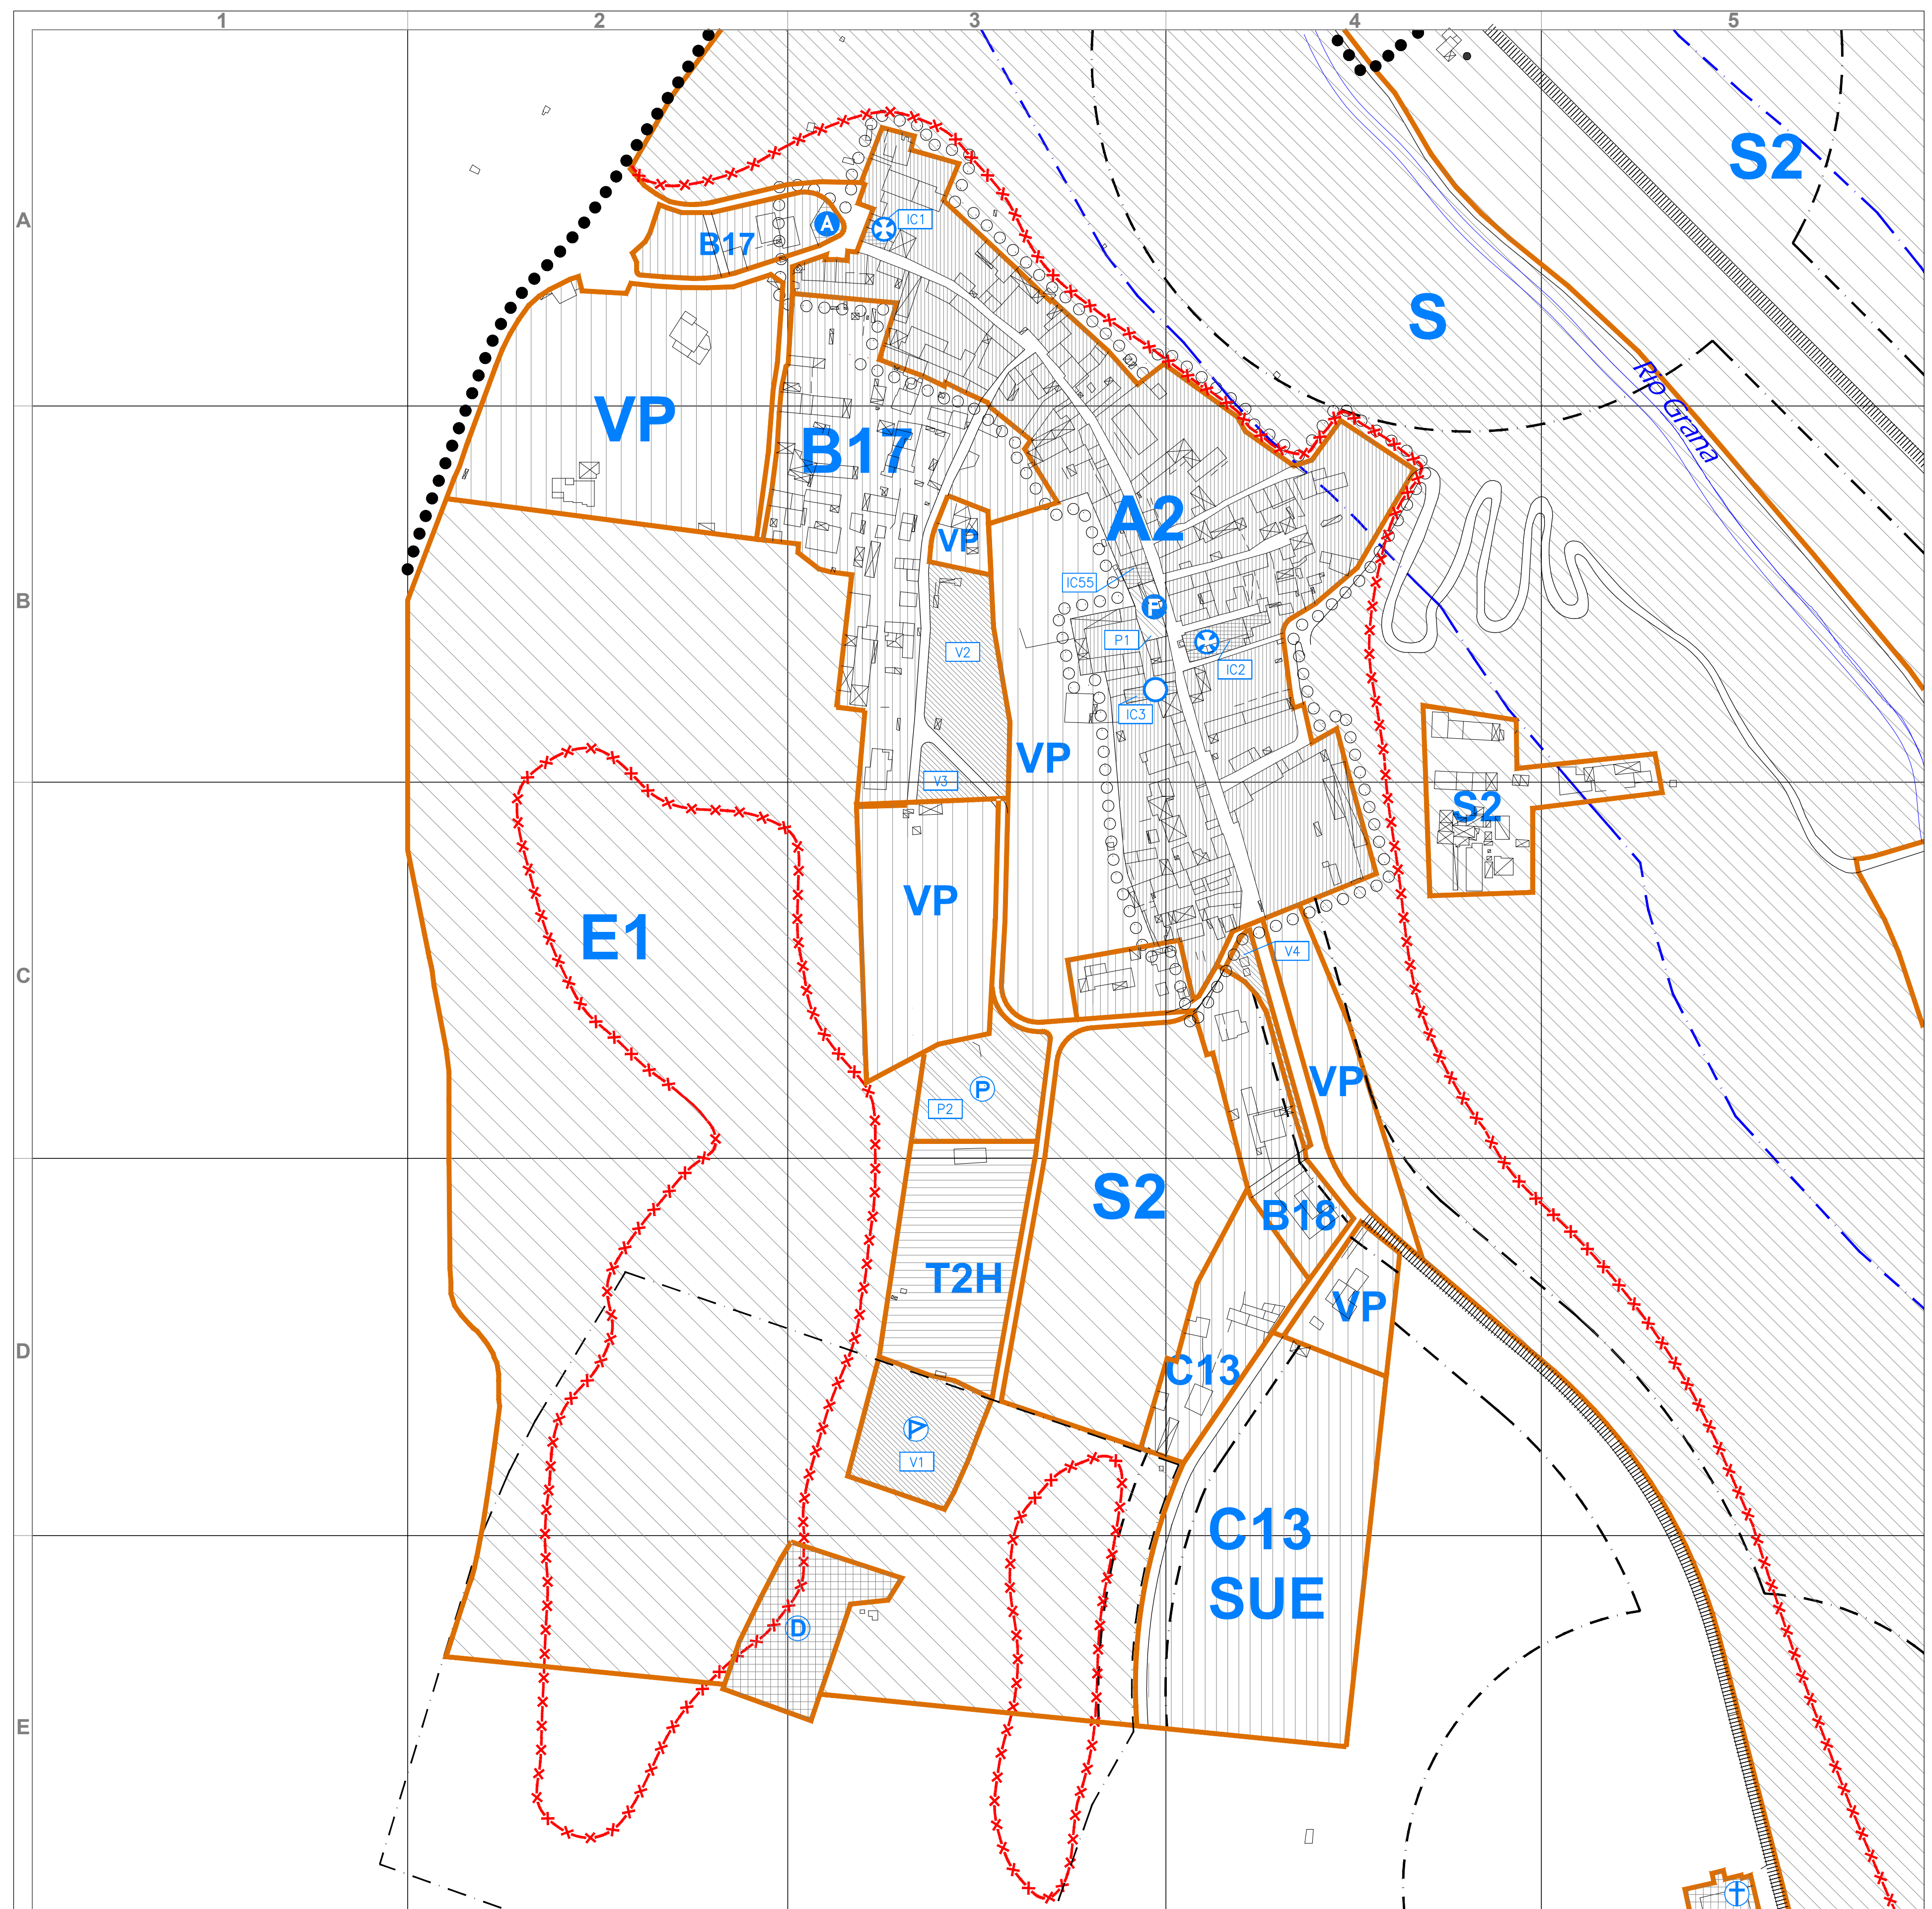 1
2
3
4
5
A
S2
IC1
A
B17
S
Rio Grana
VP
B17
A2
VP
IC55
B
P
P1
V2
IC2
IC3
VP
V3
S2
VP
E1
V4
C
VP
P
P2
S2
B18
T2H
VP
D
C13
P
V1
C13
SUE
D
E